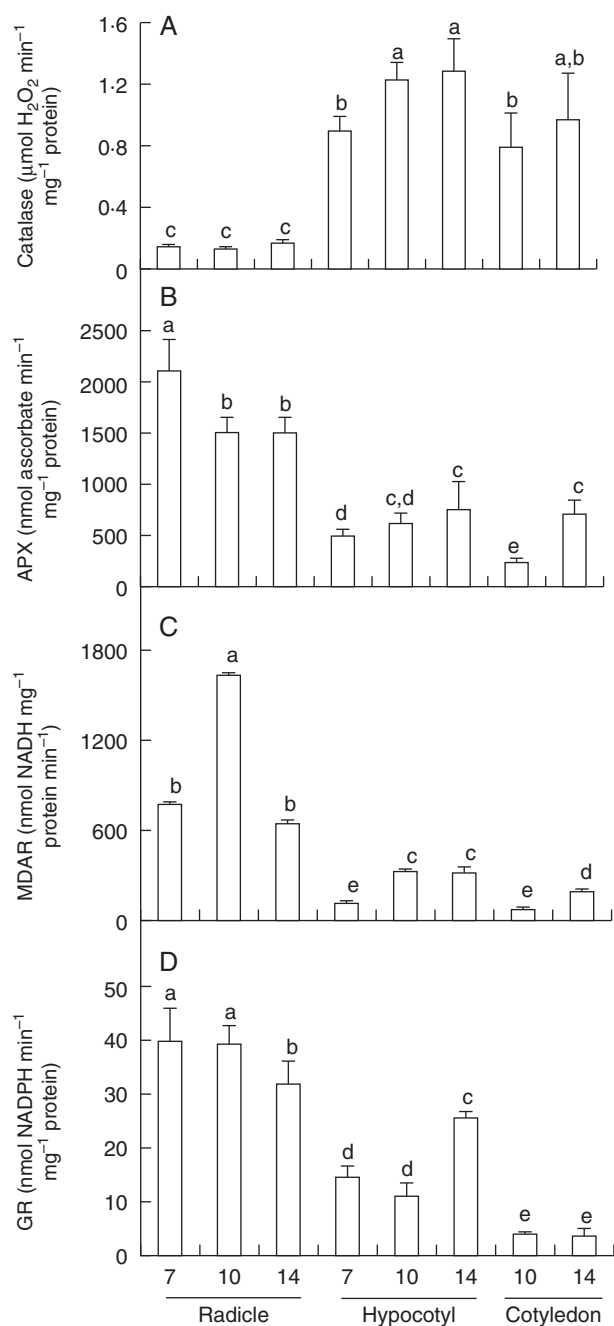 A
Catalase (μmol H₂O₂ min⁻¹
mg⁻¹ protein)
1·6
1·2
0·8
0·4
0
c
c
c
b
a
a
b
a,b
B
APX (nmol ascorbate min⁻¹
mg⁻¹ protein)
2500
2000
1500
1000
500
0
a
b
b
d
c,d
c
e
c
C
MDAR (nmol NADH mg⁻¹
protein min⁻¹)
1800
1200
600
0
b
a
b
e
c
c
e
d
D
GR (nmol NADPH min⁻¹
mg⁻¹ protein)
50
40
30
20
10
0
a
a
b
d
d
c
e
e
7 10 14 7 10 14 10 14
Radicle Hypocotyl Cotyledon